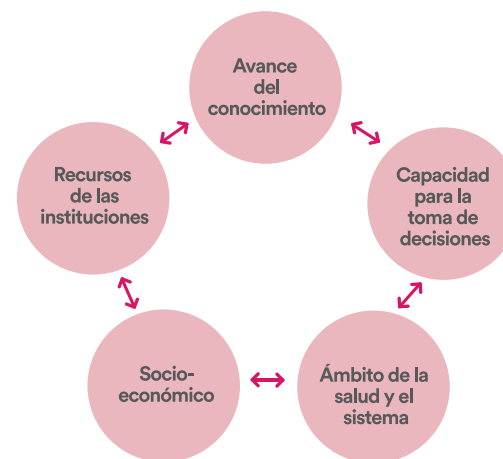 Avance
del
conocimiento
Recursos
de las
instituciones
Capacidad
para la
toma de
decisiones
Socio-
económico
Ámbito de la
salud y el
sistema